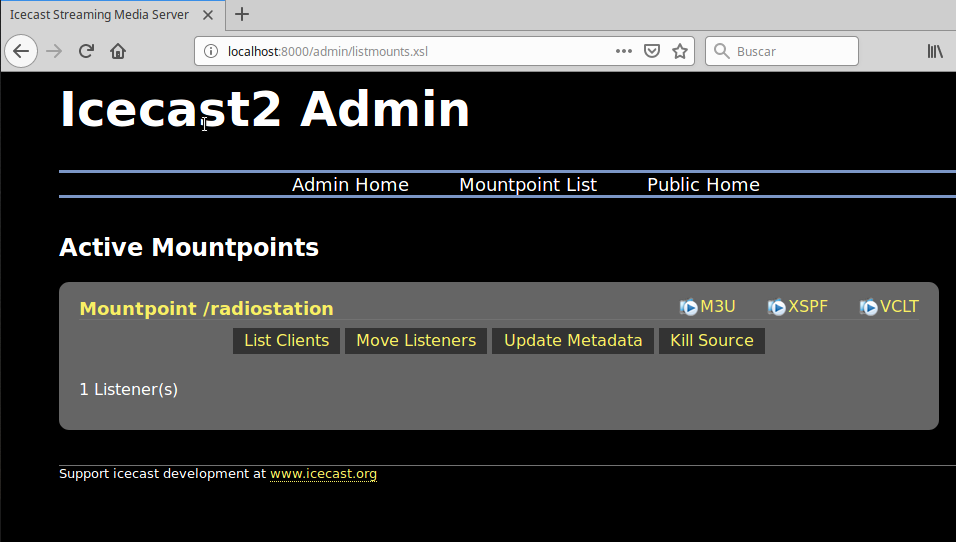 Icecast Streaming Media Server
localhost:8000/admin/listmounts.xsl
Buscar
Icecast2 Admin
Admin Home Mountpoint List Public Home
Active Mountpoints
Mountpoint /radiostation M3U XSPF VCLT
List Clients Move Listeners Update Metadata Kill Source
1 Listener(s)
Support icecast development at www.icecast.org